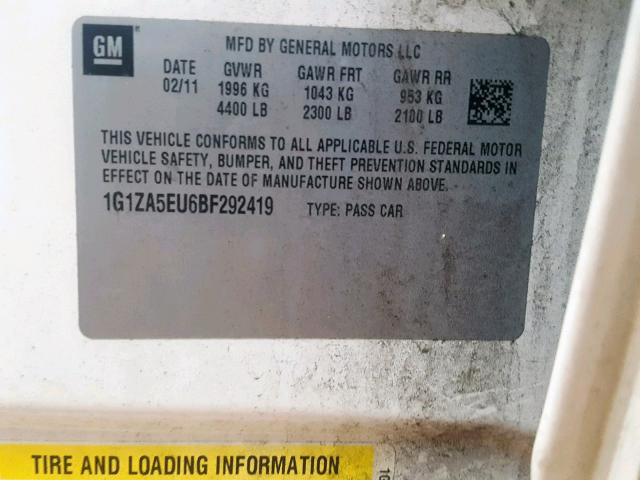 GM
MFD BY GENERAL MOTORS LLC
DATE GVWR GAWR FRT GAWR RR
02/11 1996 KG 1043 KG 953 KG
4400 LB 2300 LB 2100 LB
THIS VEHICLE CONFORMS TO ALL APPLICABLE U.S. FEDERAL MOTOR
VEHICLE SAFETY, BUMPER, AND THEFT PREVENTION STANDARDS IN
EFFECT ON THE DATE OF MANUFACTURE SHOWN ABOVE.
1G1ZA5EU6BF292419 TYPE: PASS CAR
TIRE AND LOADING INFORMATION